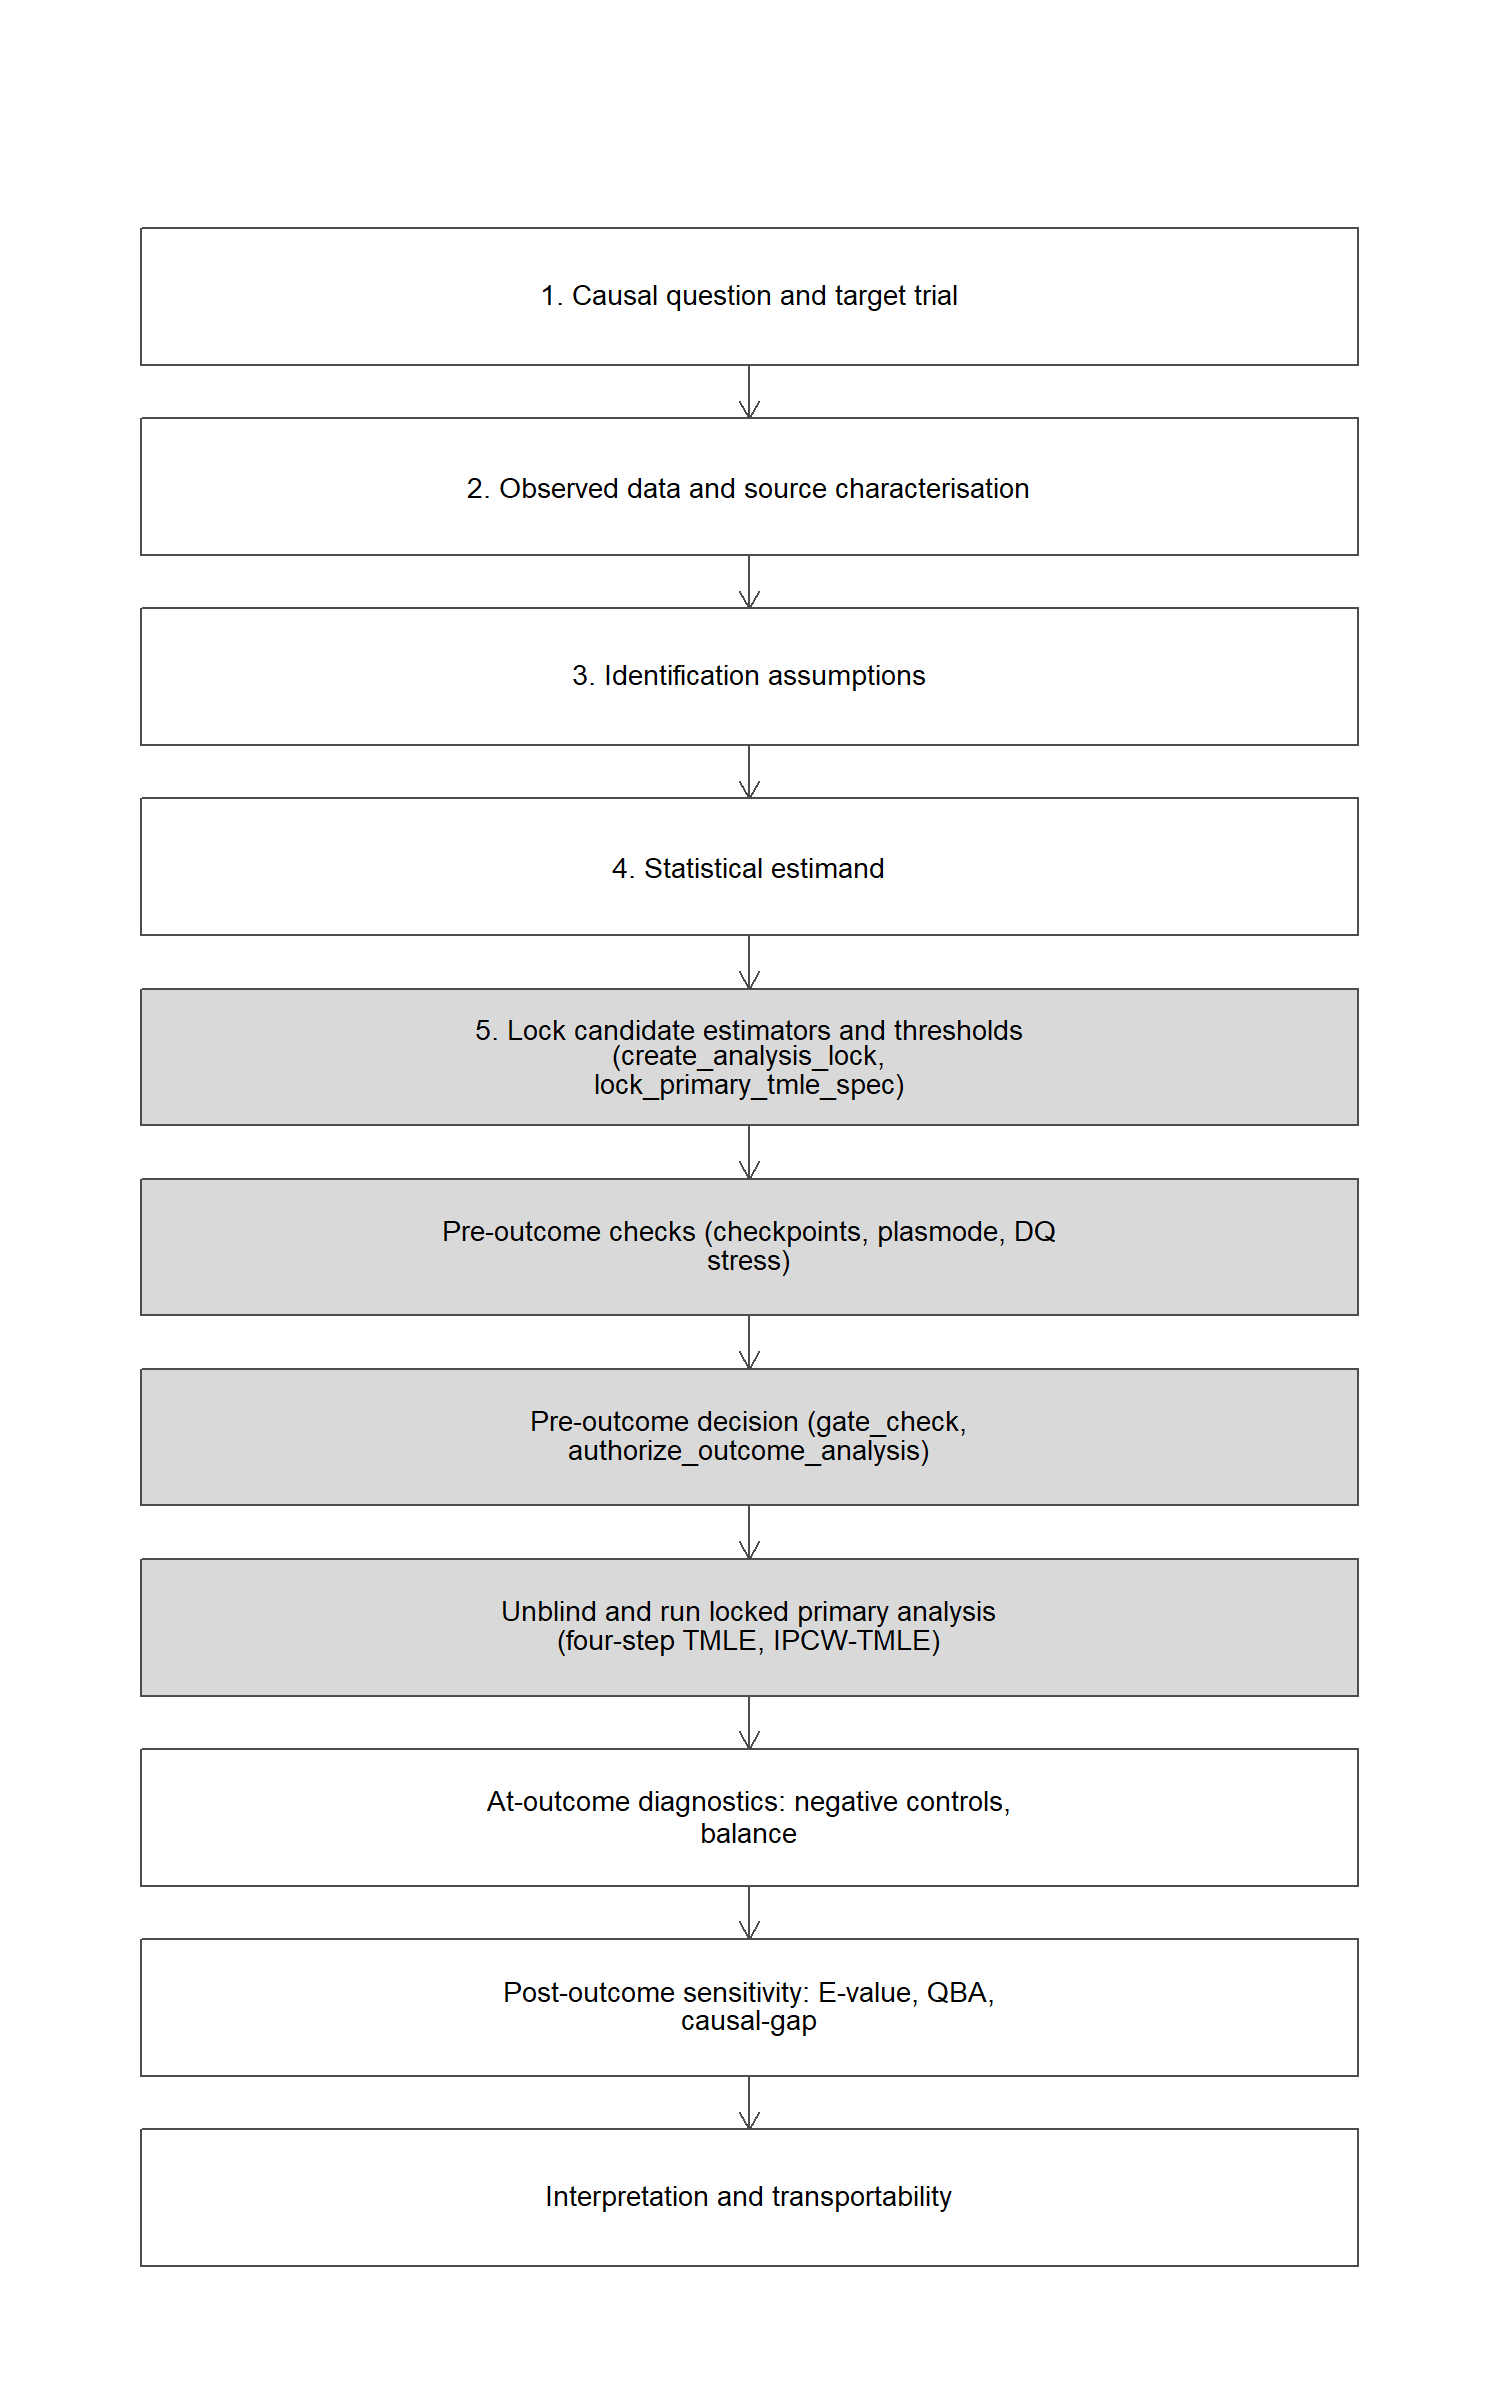 1. Causal question and target trial
2. Observed data and source characterisation
3. Identification assumptions
4. Statistical estimand
5. Lock candidate estimators and thresholds
(create_analysis_lock,
lock_primary_tmle_spec)
Pre-outcome checks (checkpoints, plasmode, DQ
stress)
Pre-outcome decision (gate_check,
authorize_outcome_analysis)
Unblind and run locked primary analysis
(four-step TMLE, IPCW-TMLE)
At-outcome diagnostics: negative controls,
balance
Post-outcome sensitivity: E-value, QBA,
causal-gap
Interpretation and transportability